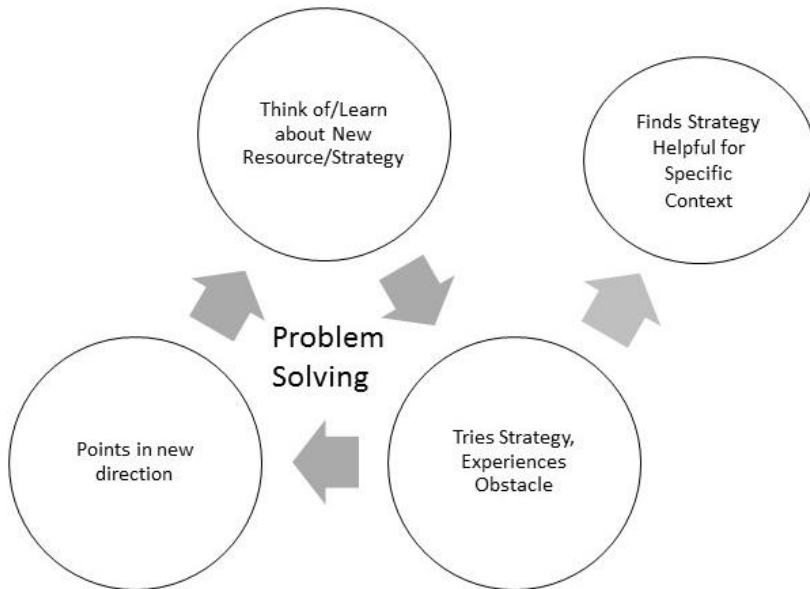 Think of/Learn
about New
Resource/Strategy
Finds Strategy
Helpful for
Specific
Context
Problem
Solving
Points in new
direction
Tries Strategy,
Experiences
Obstacle